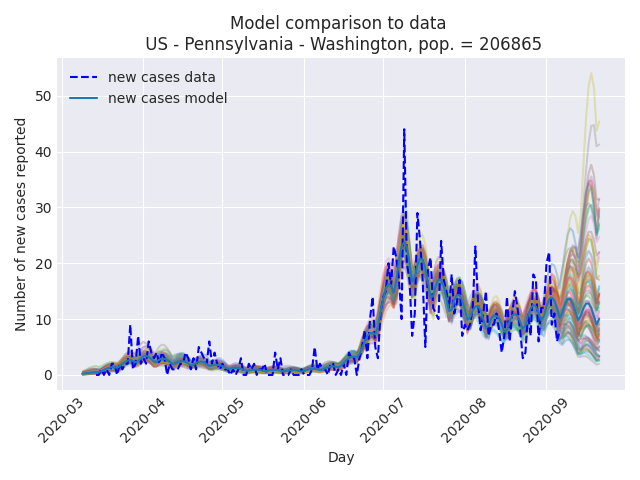 Model comparison to data
US - Pennsylvania - Washington, pop. = 206865
new cases data
new cases model
Number of new cases reported
50
40
30
20
10
0
2020-03
2020-04
2020-05
2020-06
2020-07
2020-08
2020-09
Day